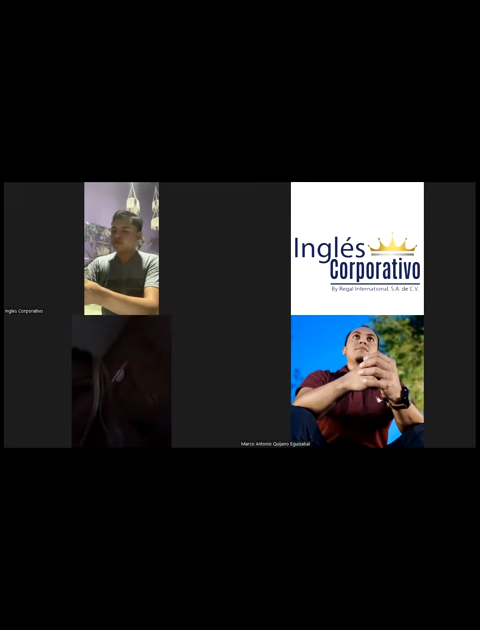 Inglés
Corporativo
By Regal International, S.A. de C.V.
Ingles Corporativo
Marco Antonio Quijano Eguizabal